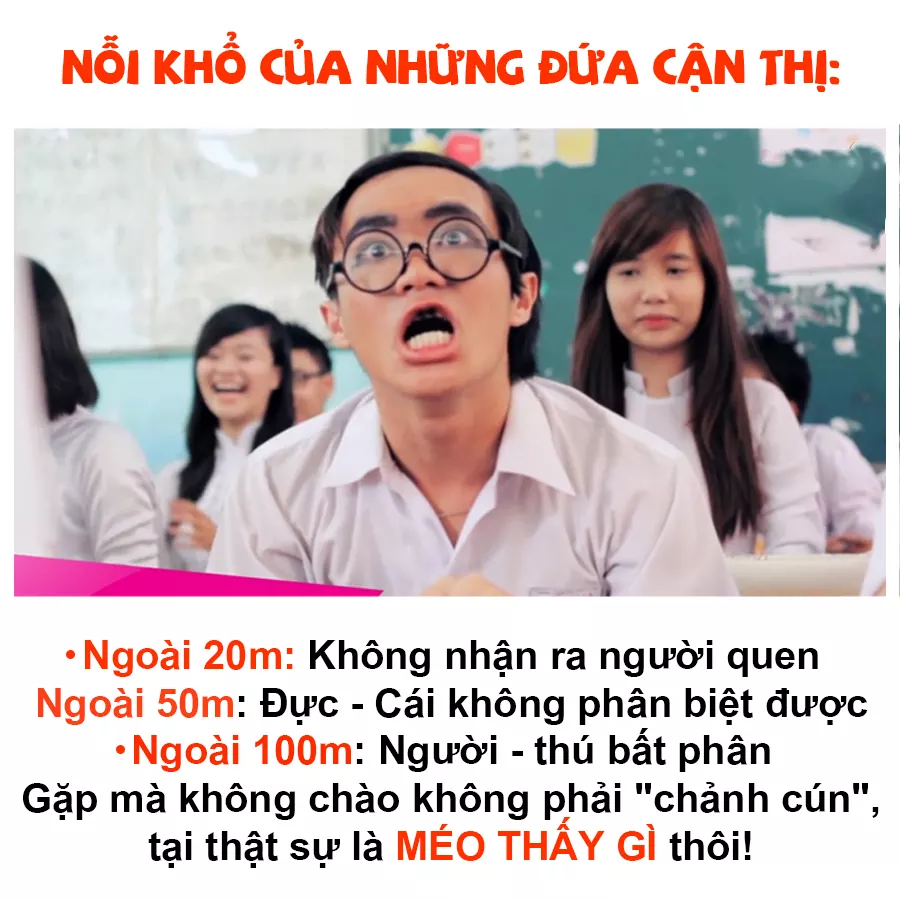 NỖI KHỔ CỦA NHỮNG ĐỨA CẬN THỊ:
• Ngoài 20m: Không nhận ra người quen
Ngoài 50m: Đực - Cái không phân biệt được
• Ngoài 100m: Người - thú bất phân
Gặp mà không chào không phải "chảnh cún",
tại thật sự là MÉO THẤY GÌ thôi!